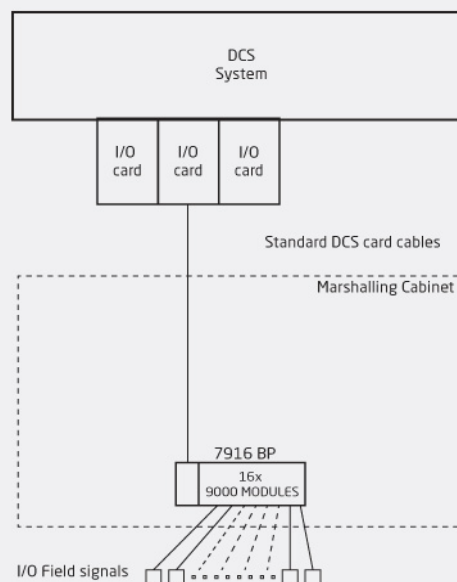 DCS
System
I/O
card
I/O
card
I/O
card
Standard DCS card cables
Marshalling Cabinet
7916 BP
16x
9000 MODULES
I/O Field signals